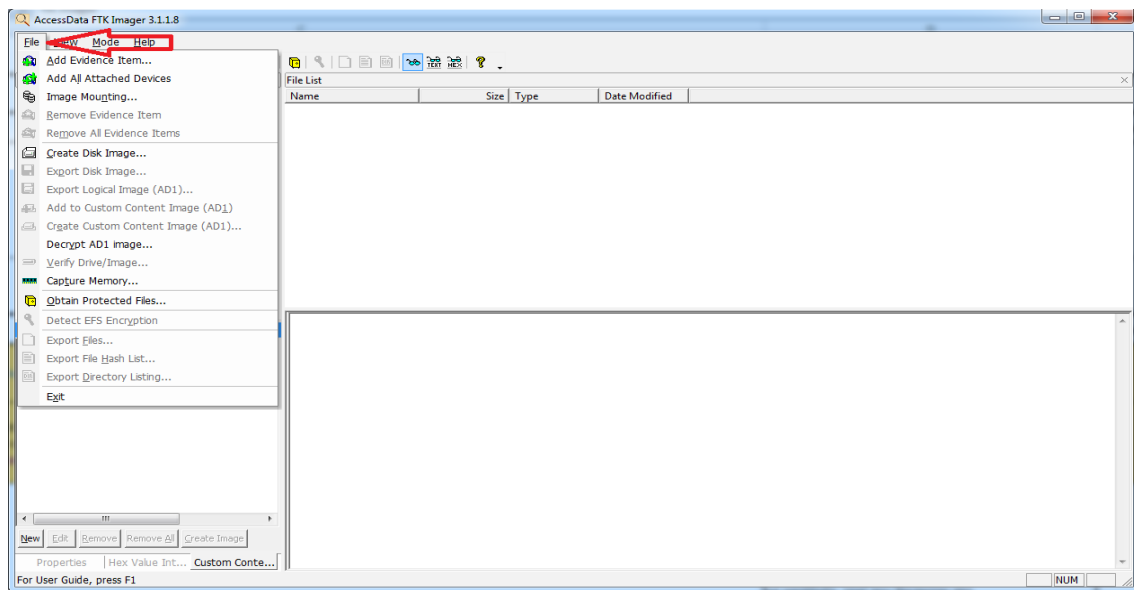 AccessData FTK Imager 3.1.1.8
File View Mode Help
Add Evidence Item...
Add All Attached Devices
Image Mounting...
Remove Evidence Item
Remove All Evidence Items
Create Disk Image...
Export Disk Image...
Export Logical Image (AD1)...
Add to Custom Content Image (AD1)
Create Custom Content Image (AD1)...
Decrypt AD1 image...
Verify Drive/Image...
Capture Memory...
Obtain Protected Files...
Detect EFS Encryption
Export Files...
Export File Hash List...
Export Directory Listing...
Exit
TEXT HEX
File List
Name Size Type Date Modified
New Edit Remove Remove All Create Image
Properties Hex Value Int... Custom Conte...
For User Guide, press F1
NUM